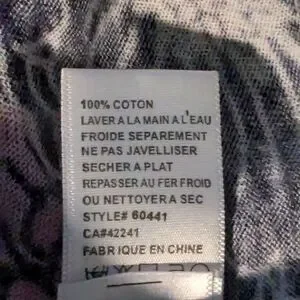 100% COTON
LAVER A LA MAIN A L'EAU
FROIDE SEPAREMENT
NE PAS JAVELLISER
SECHER A PLAT
REPASSER AU FER FROID
OU NETTOYER A SEC
STYLE# 60441
CA#42241
FABRIQUE EN CHINE